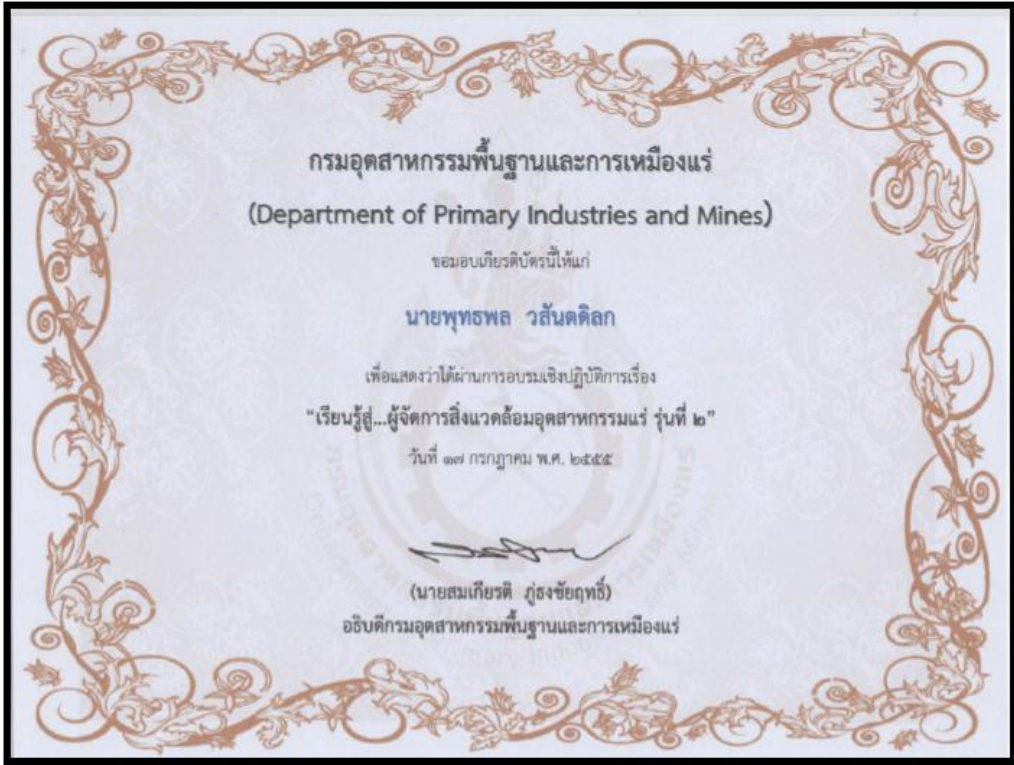 กรมอุตสาหกรรมพื้นฐานและการเหมืองแร่
(Department of Primary Industries and Mines)
ขอมอบเกียรติบัตรนี้ให้แก่
นายพุทธพล วสันตดิลก
เพื่อแสดงว่าได้ผ่านการอบรมเชิงปฏิบัติการเรื่อง
“เรียนรู้สู่...ผู้จัดการสิ่งแวดล้อมอุตสาหกรรมแร่ รุ่นที่ ๒”
วันที่ ๑๗ กรกฎาคม พ.ศ. ๒๕๕๕
(นายสมเกียรติ ภู่ธงชัยฤทธิ์)
อธิบดีกรมอุตสาหกรรมพื้นฐานและการเหมืองแร่